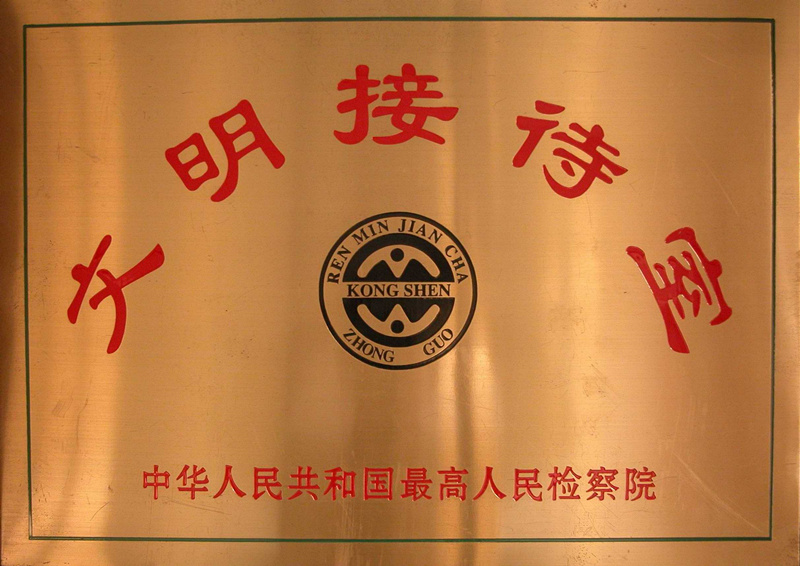 文明接待室
REN MIN JIAN CHA
KONG SHEN
ZHONG GUO
中华人民共和国最高人民检察院